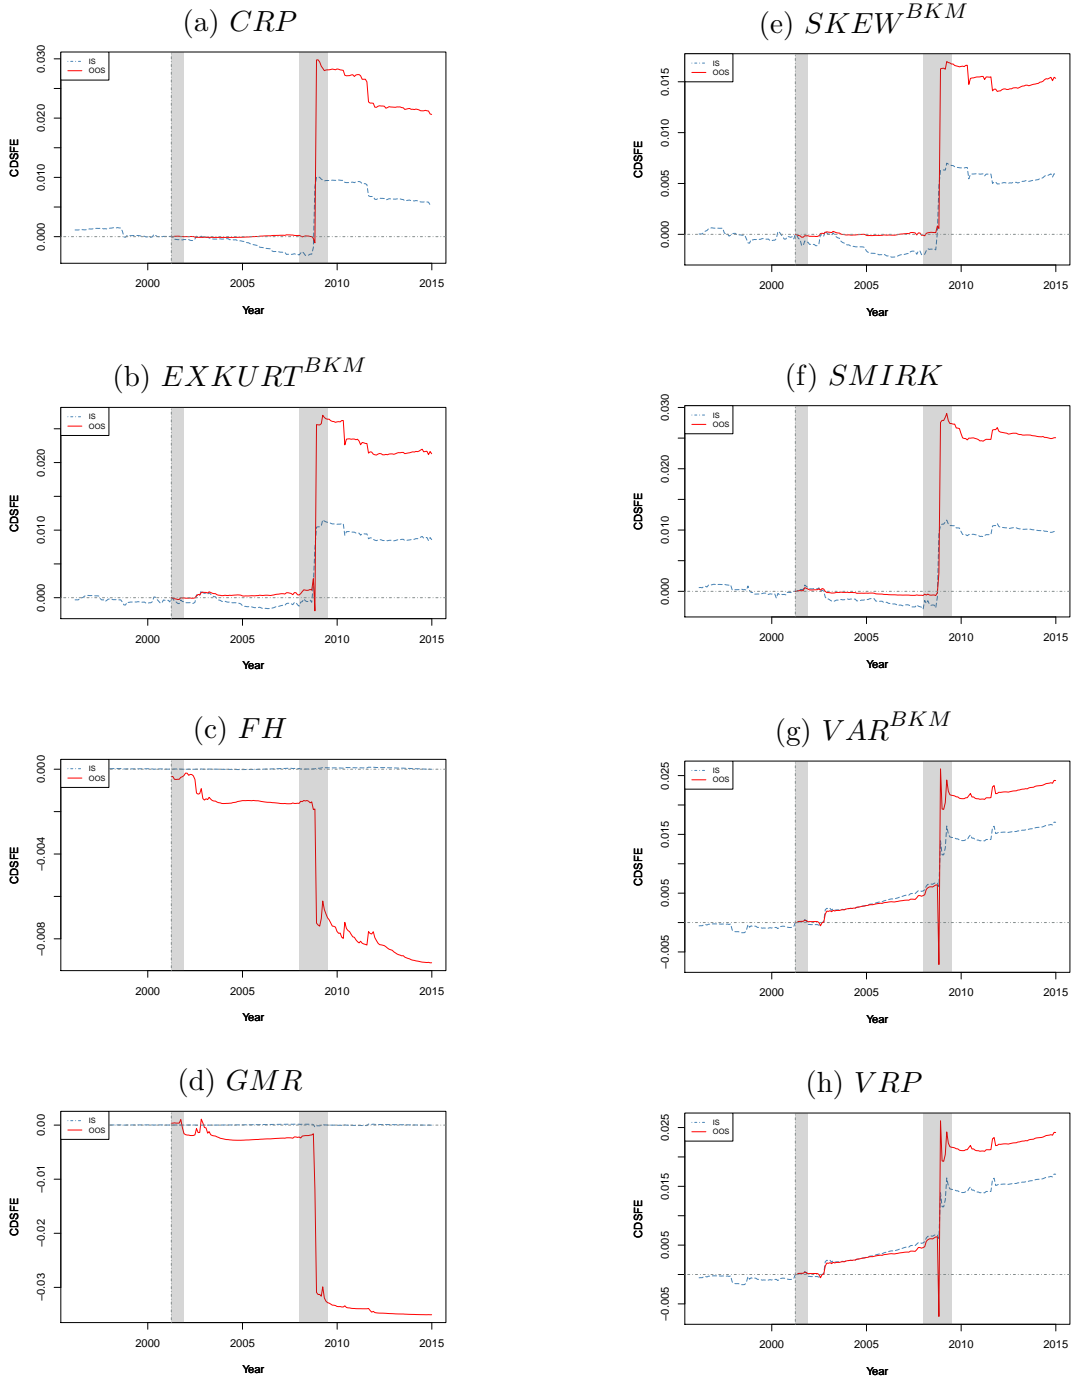 (a) CRP
IS
OOS
CDSFE
0.000
0.010
0.020
0.030
2000 2005 2010 2015
Year
(b) EXKURT^BKM
IS
OOS
CDSFE
0.000
0.010
0.020
2000 2005 2010 2015
Year
(c) FH
IS
OOS
CDSFE
−0.008
−0.004
0.000
2000 2005 2010 2015
Year
(d) GMR
IS
OOS
CDSFE
−0.03
−0.02
−0.01
0.00
2000 2005 2010 2015
Year
(e) SKEW^BKM
IS
OOS
CDSFE
0.000
0.005
0.010
0.015
2000 2005 2010 2015
Year
(f) SMIRK
IS
OOS
CDSFE
0.000
0.010
0.020
0.030
2000 2005 2010 2015
Year
(g) VAR^BKM
IS
OOS
CDSFE
−0.005
0.005
0.015
0.025
2000 2005 2010 2015
Year
(h) VRP
IS
OOS
CDSFE
−0.005
0.005
0.015
0.025
2000 2005 2010 2015
Year